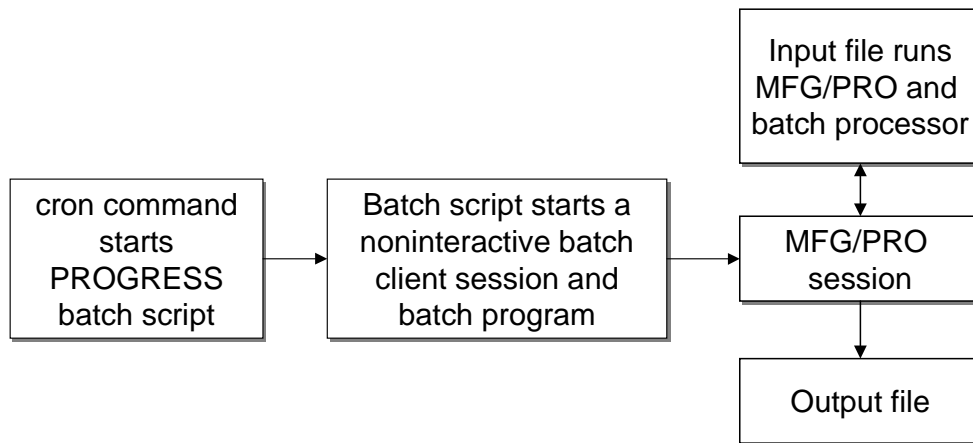 cron command
starts
PROGRESS
batch script
Batch script starts a
noninteractive batch
client session and
batch program
Input file runs
MFG/PRO and
batch processor
MFG/PRO
session
Output file